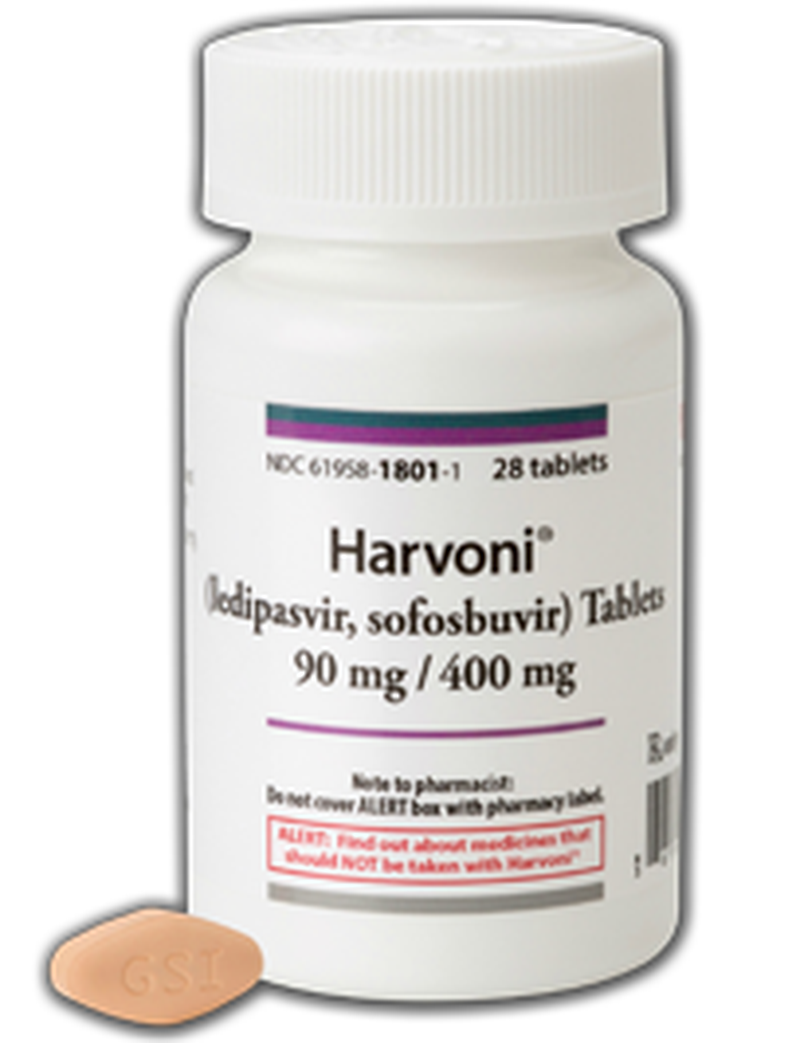 NDC 61958-1801-1 28 tablets
Harvoni®
(ledipasvir, sofosbuvir) Tablets
90 mg / 400 mg
Note to pharmacist:
Do not cover ALERT box with pharmacy label.
ALERT: Find out about medicines that
should NOT be taken with Harvoni™
GSI